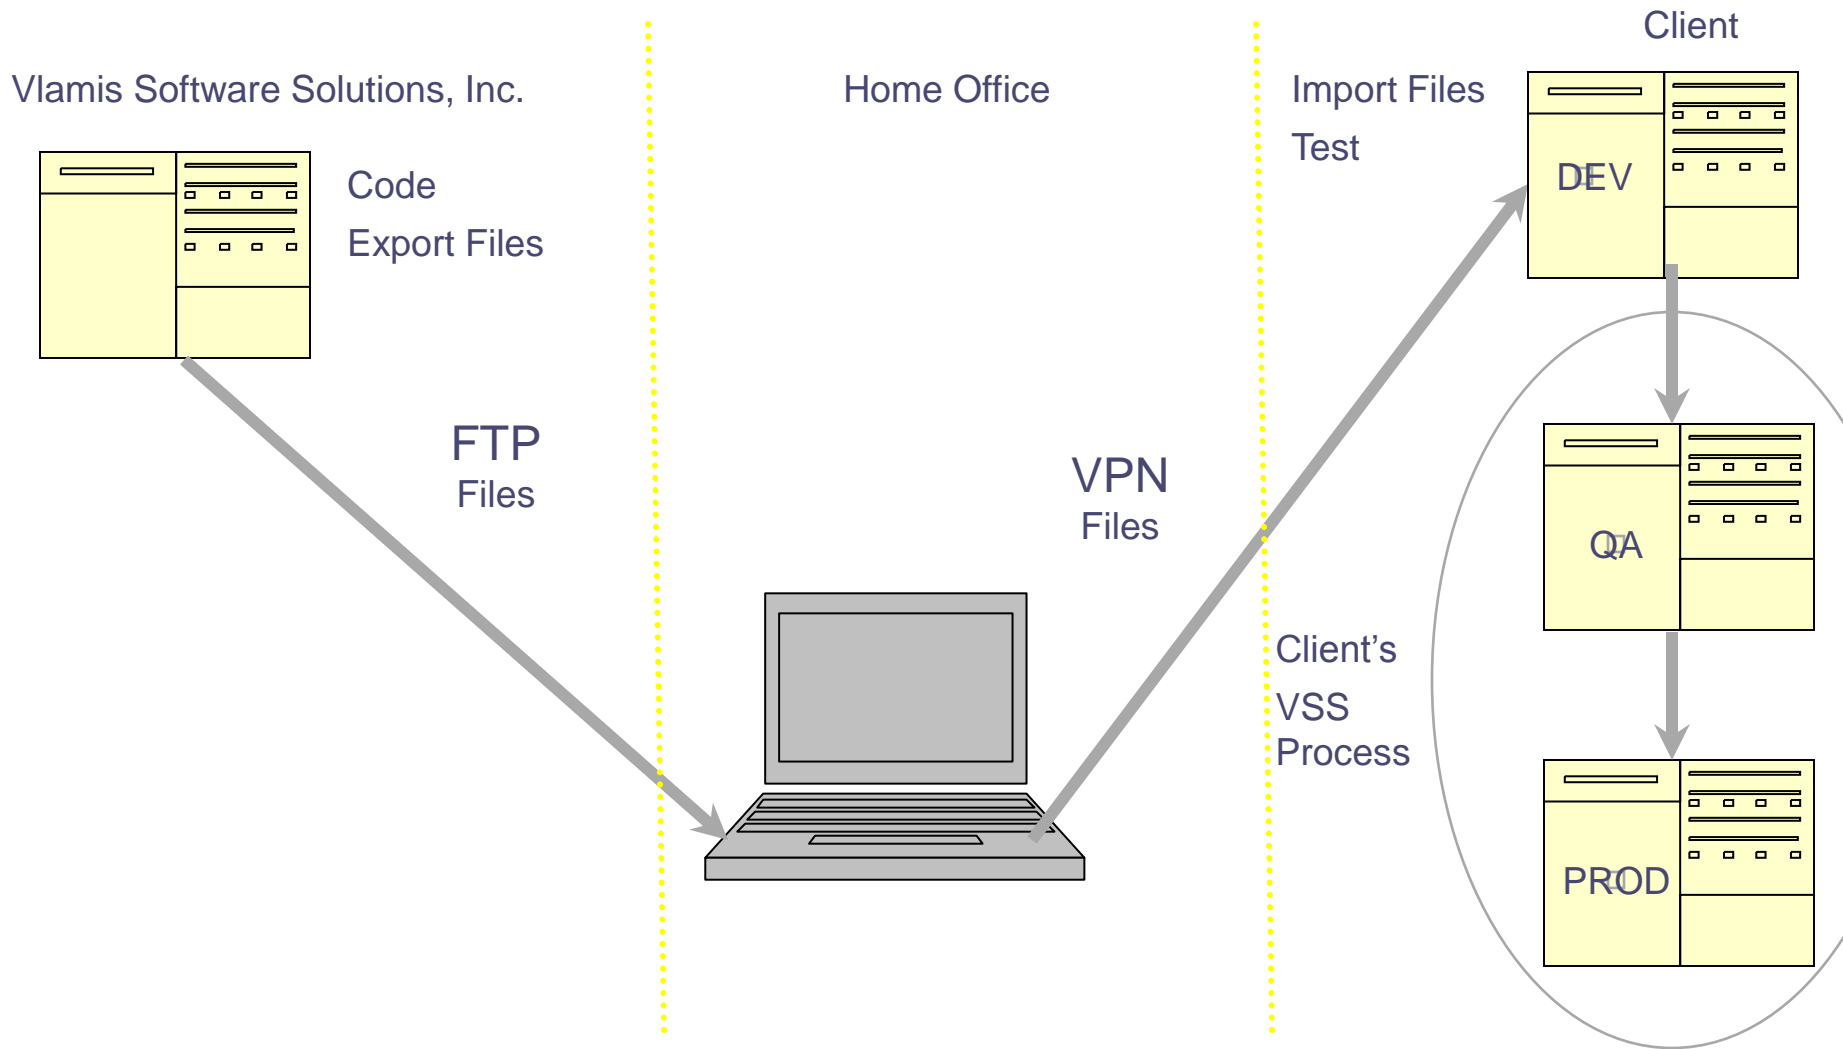 Client
Vlamis Software Solutions, Inc.
Home Office
Import Files
Test
Code
Export Files
DEV
FTP
Files
VPN
Files
QA
Client’s
VSS
Process
PROD